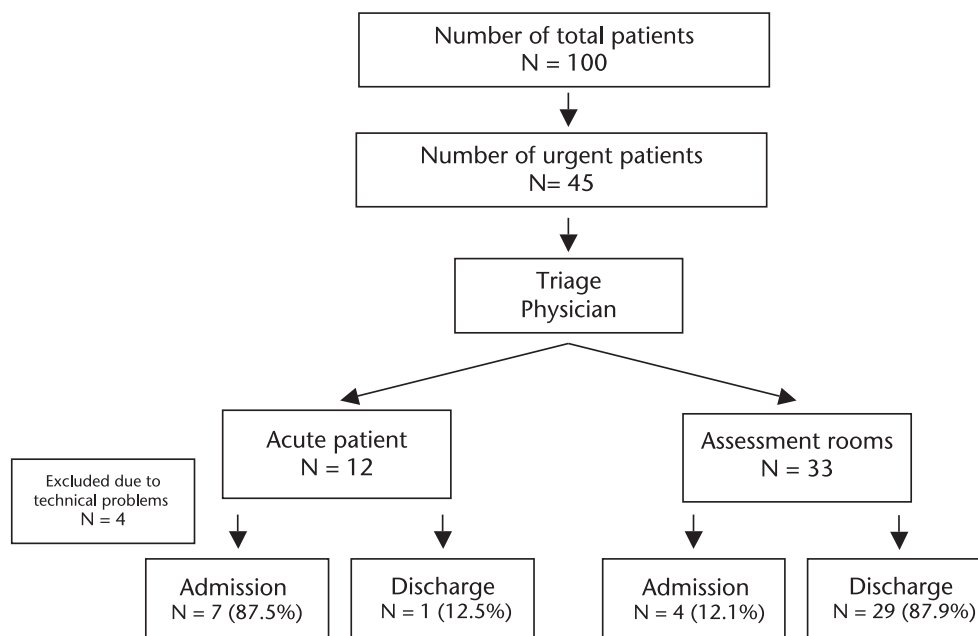 Number of total patients
N = 100
Number of urgent patients
N= 45
Triage
Physician
Acute patient
N = 12
Assessment rooms
N = 33
Excluded due to
technical problems
N = 4
Admission
N = 7 (87.5%)
Discharge
N = 1 (12.5%)
Admission
N = 4 (12.1%)
Discharge
N = 29 (87.9%)